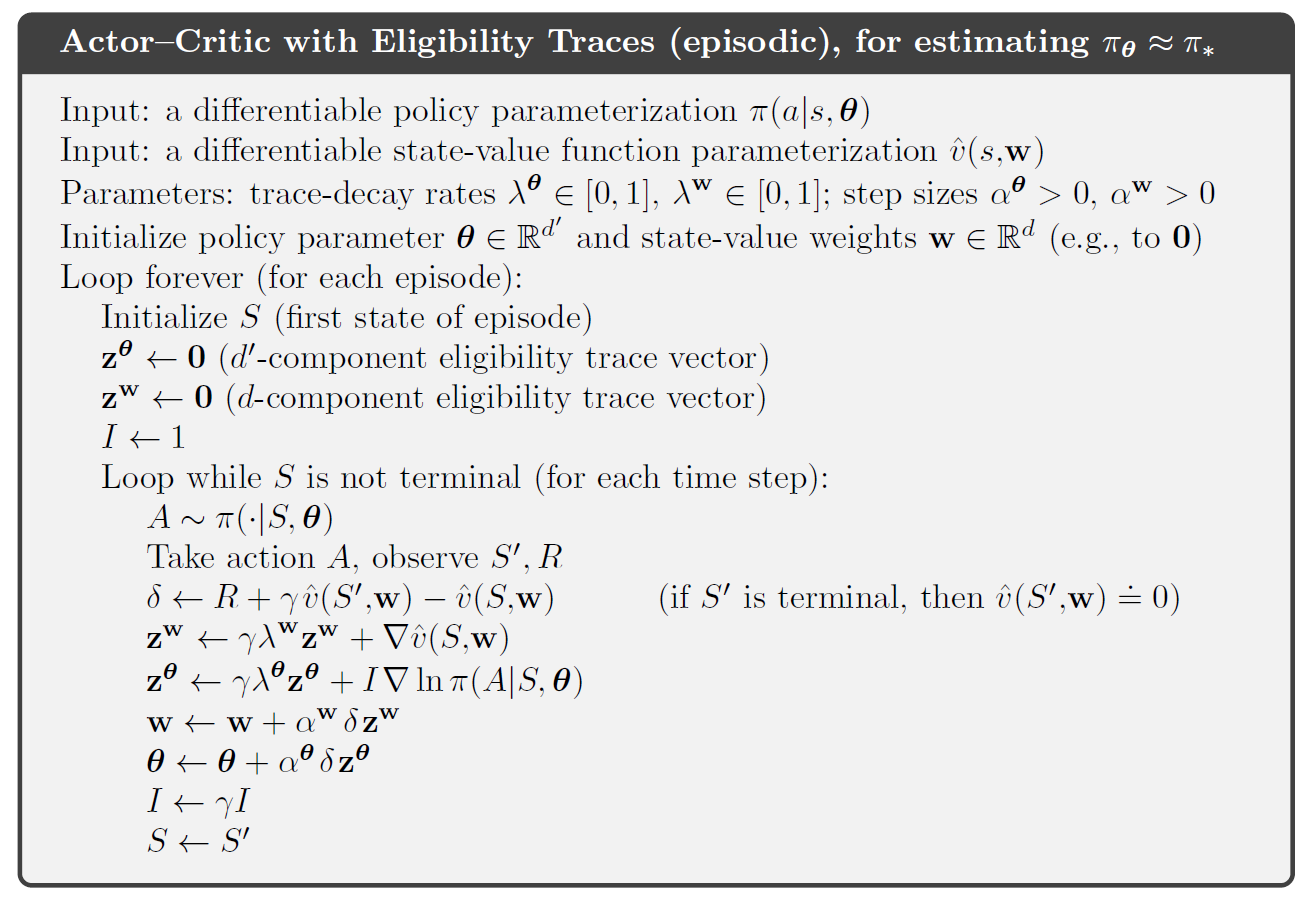 Actor–Critic with Eligibility Traces (episodic), for estimating π_𝜽 ≈ π_*
Input: a differentiable policy parameterization π(a|s, 𝜽)
Input: a differentiable state-value function parameterization v̂(s,𝐰)
Parameters: trace-decay rates λ^𝜽 ∈ [0, 1], λ^𝐰 ∈ [0, 1]; step sizes α^𝜽 > 0, α^𝐰 > 0
Initialize policy parameter 𝜽 ∈ ℝ^d′ and state-value weights 𝐰 ∈ ℝ^d (e.g., to 𝟎)
Loop forever (for each episode):
Initialize S (first state of episode)
𝐳^𝜽 ← 𝟎 (d′-component eligibility trace vector)
𝐳^𝐰 ← 𝟎 (d-component eligibility trace vector)
I ← 1
Loop while S is not terminal (for each time step):
A ∼ π(·|S, 𝜽)
Take action A, observe S′, R
δ ← R + γ v̂(S′,𝐰) − v̂(S,𝐰) (if S′ is terminal, then v̂(S′,𝐰) ≐ 0)
𝐳^𝐰 ← γλ^𝐰 𝐳^𝐰 + ∇v̂(S,𝐰)
𝐳^𝜽 ← γλ^𝜽 𝐳^𝜽 + I ∇ ln π(A|S, 𝜽)
𝐰 ← 𝐰 + α^𝐰 δ 𝐳^𝐰
𝜽 ← 𝜽 + α^𝜽 δ 𝐳^𝜽
I ← γI
S ← S′